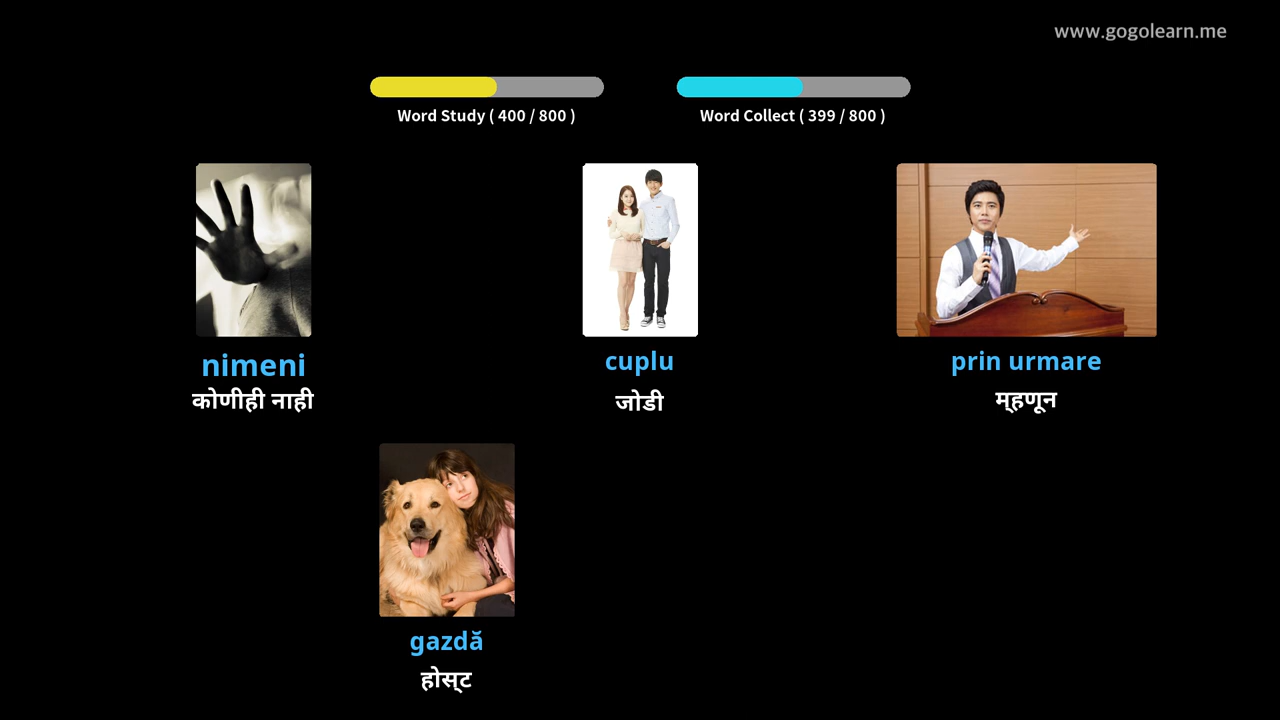 www.gogolearn.me
Word Study ( 400 / 800 )
Word Collect ( 399 / 800 )
nimeni
कोणीही नाही
cuplu
जोडी
prin urmare
म्हणून
gazdă
होस्ट